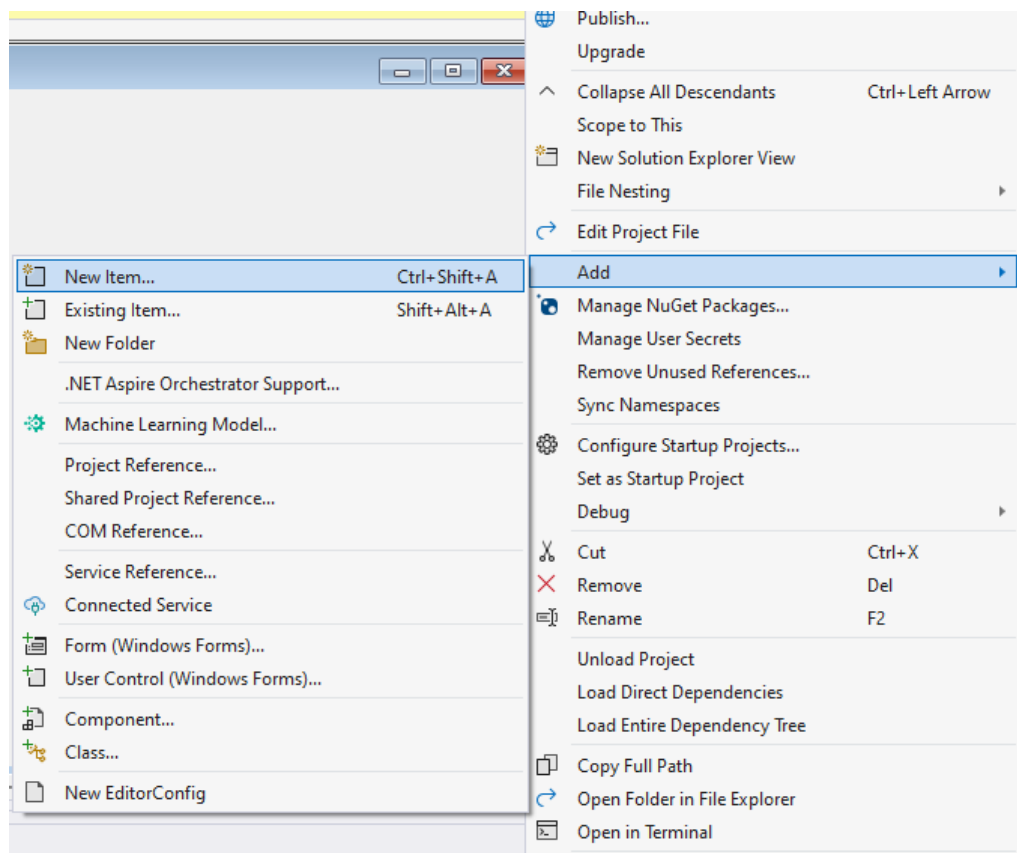 Publish...
Upgrade
Collapse All Descendants Ctrl+Left Arrow
Scope to This
New Solution Explorer View
File Nesting
Edit Project File
Add
Manage NuGet Packages...
Manage User Secrets
Remove Unused References...
Sync Namespaces
Configure Startup Projects...
Set as Startup Project
Debug
Cut Ctrl+X
Remove Del
Rename F2
Unload Project
Load Direct Dependencies
Load Entire Dependency Tree
Copy Full Path
Open Folder in File Explorer
Open in Terminal
New Item... Ctrl+Shift+A
Existing Item... Shift+Alt+A
New Folder
.NET Aspire Orchestrator Support...
Machine Learning Model...
Project Reference...
Shared Project Reference...
COM Reference...
Service Reference...
Connected Service
Form (Windows Forms)...
User Control (Windows Forms)...
Component...
Class...
New EditorConfig